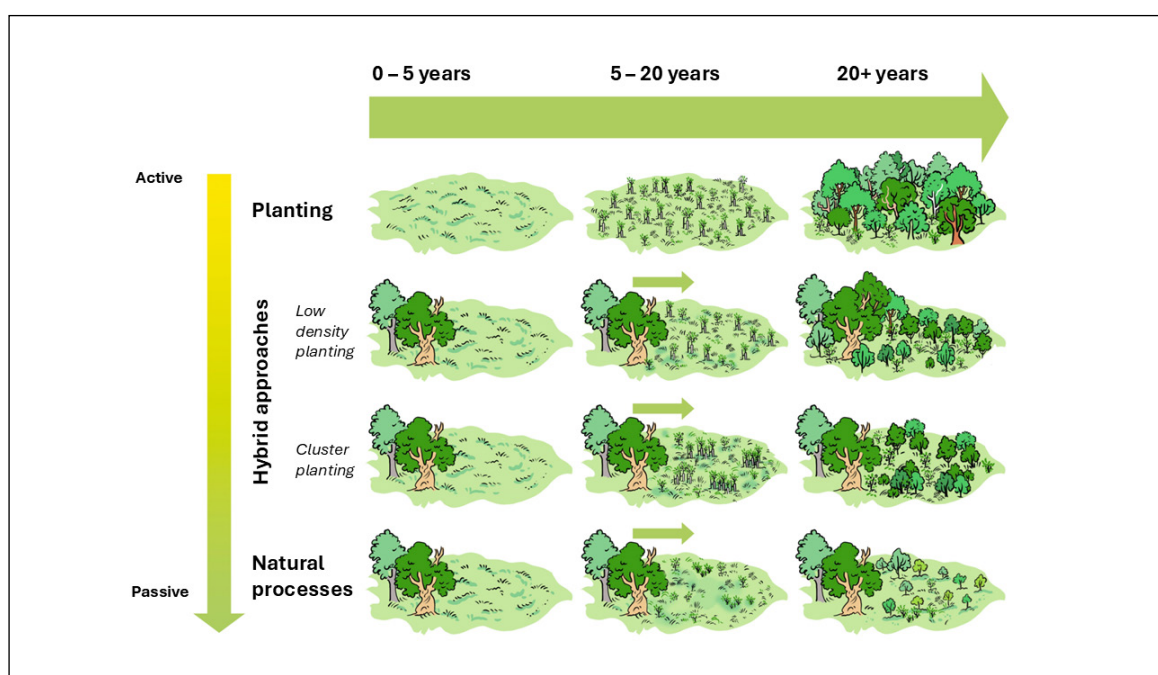 0 – 5 years
5 – 20 years
20+ years
Active
Planting
Hybrid approaches
Low
density
planting
Cluster
planting
Natural
processes
Passive